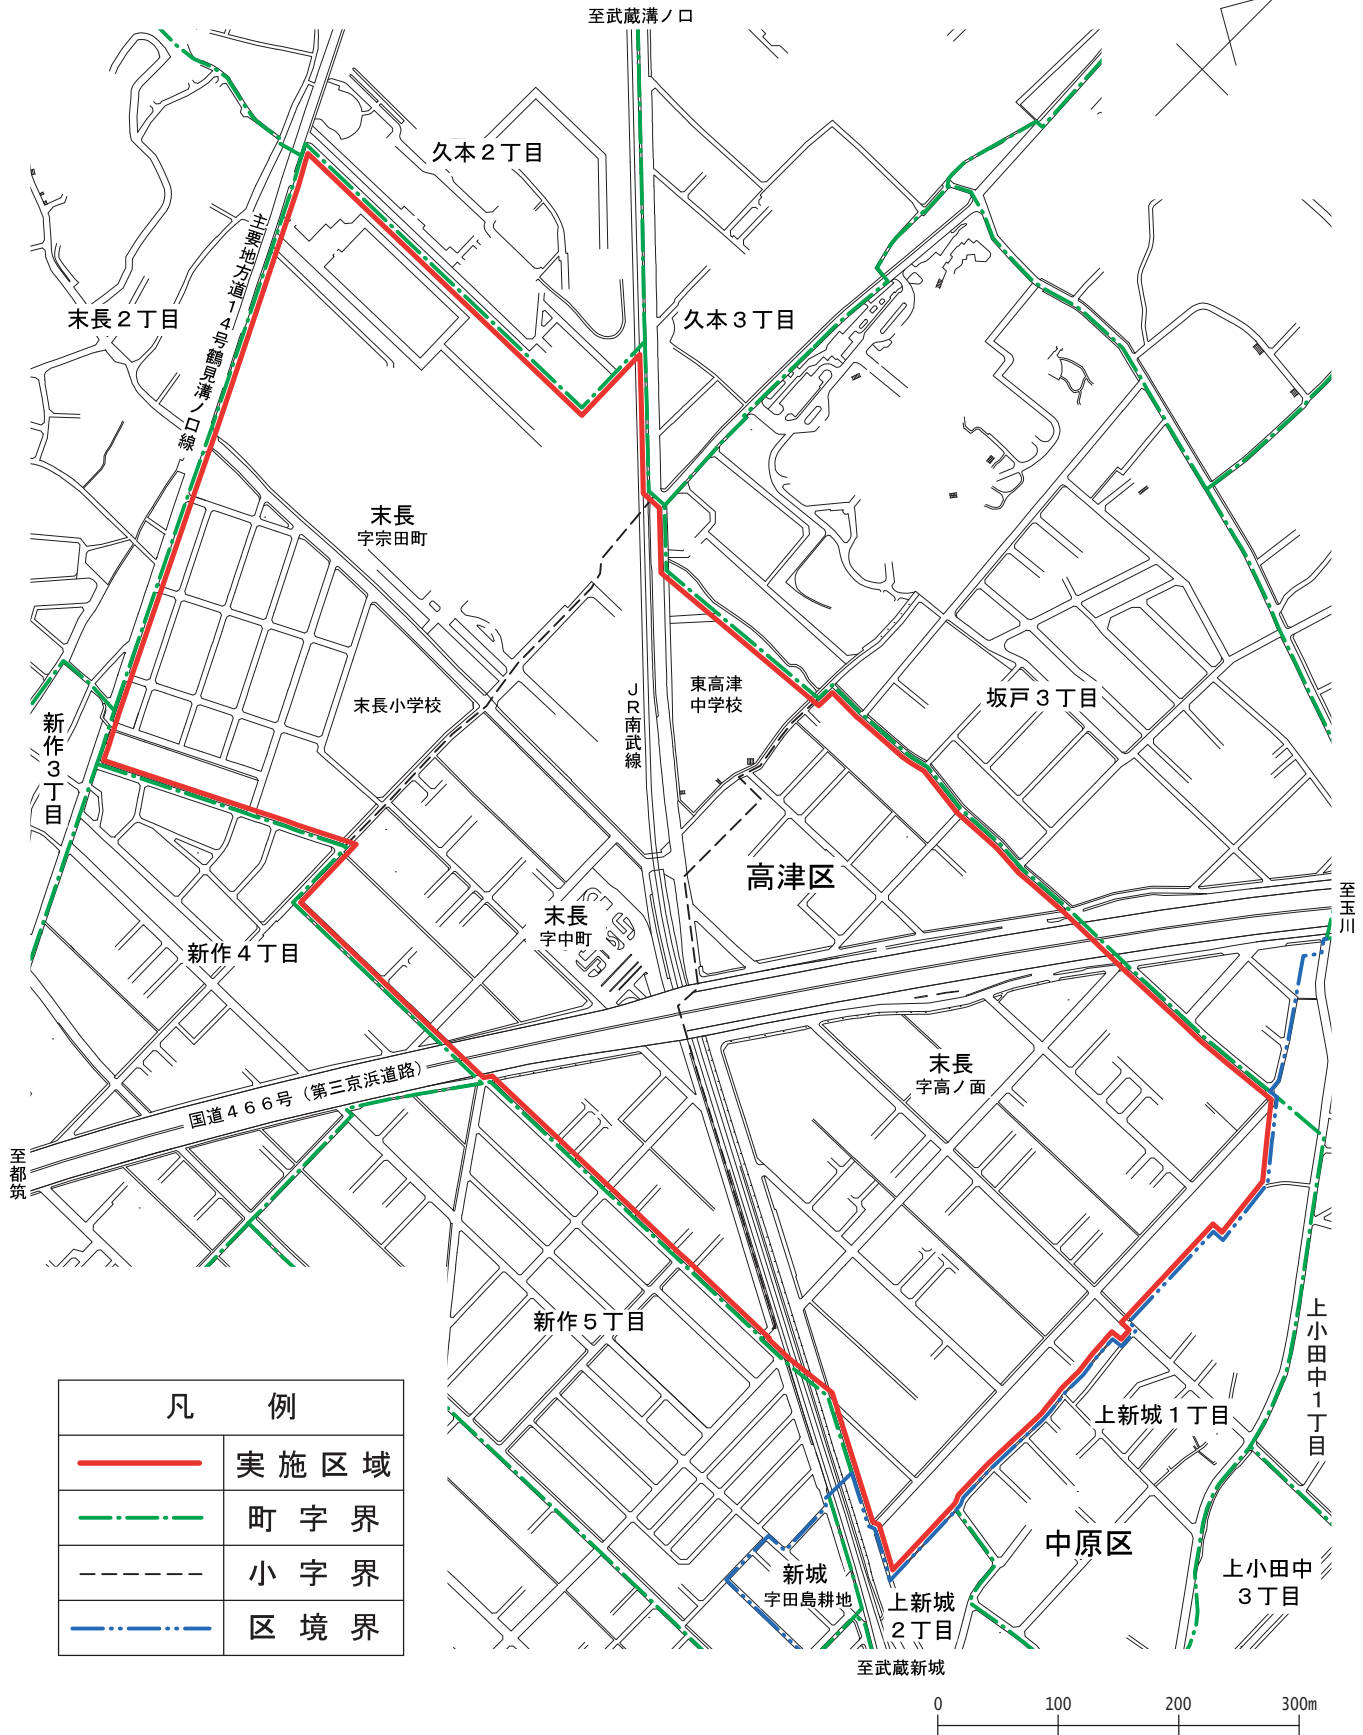 至武蔵溝ノ口
久本２丁目
主要地方道１４号鶴見溝ノ口線
末長２丁目
久本３丁目
末長
字宗田町
末長小学校
ＪＲ南武線
東高津
中学校
坂戸３丁目
新作３丁目
高津区
至玉川
末長
字中町
新作４丁目
末長
字高ノ面
国道４６６号（第三京浜道路）
至都筑
新作５丁目
上小田中１丁目
上新城１丁目
中原区
新城
字田島耕地
上新城
２丁目
上小田中
３丁目
至武蔵新城
凡例
実施区域
町字界
小字界
区境界
0 100 200 300m